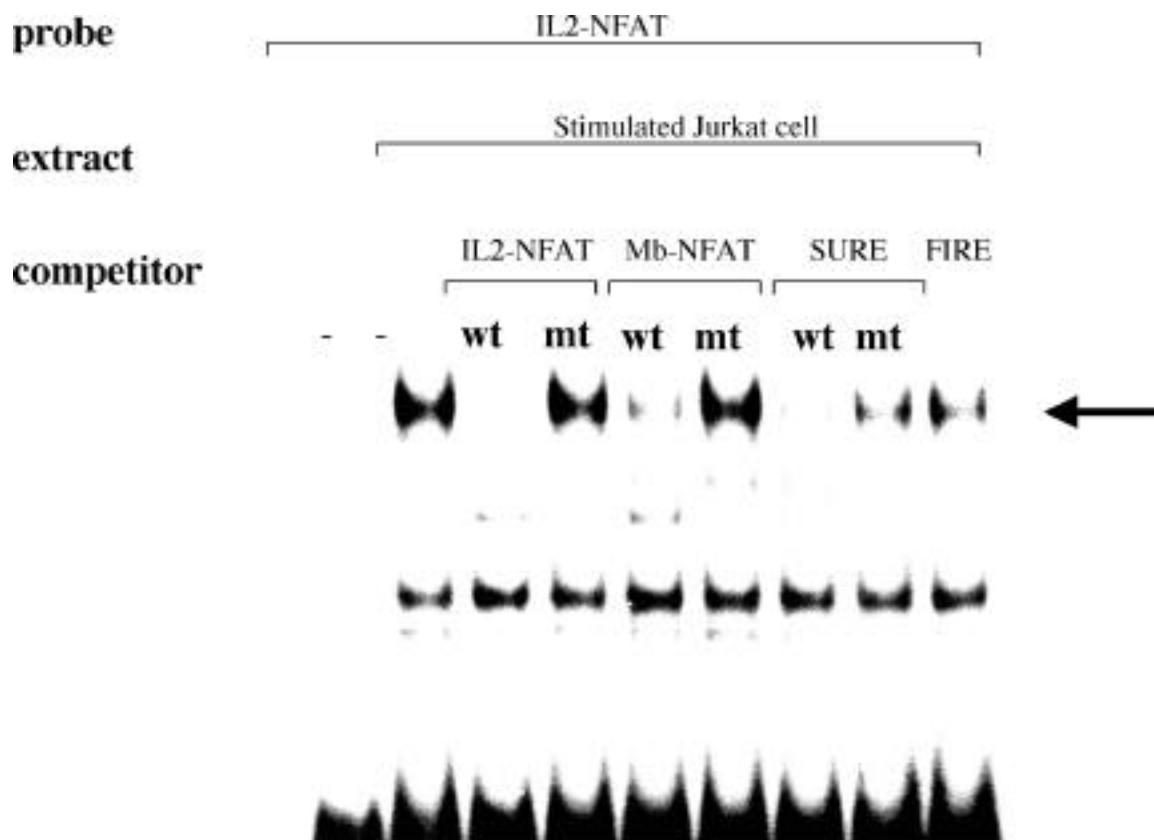 probe IL2-NFAT
extract Stimulated Jurkat cell
competitor IL2-NFAT Mb-NFAT SURE FIRE
- - wt mt wt mt wt mt